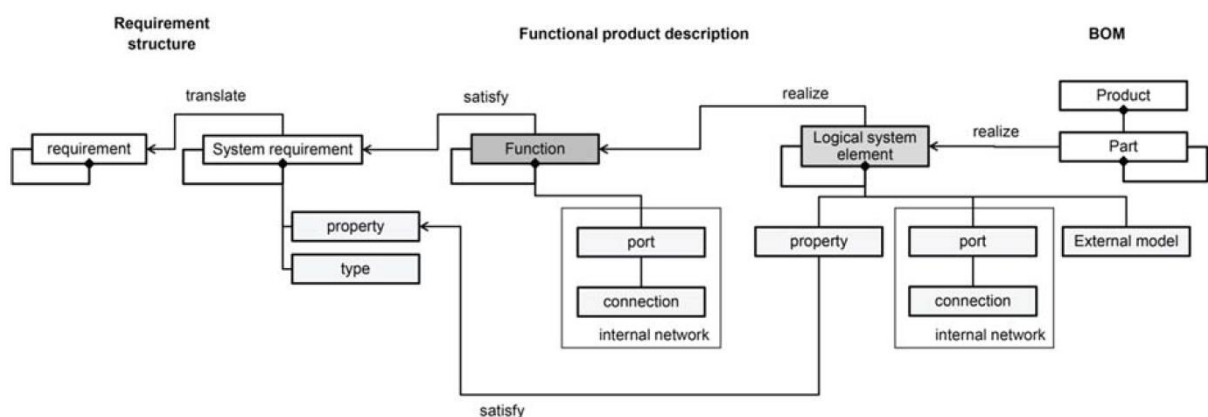 Requirement
structure
Functional product description
BOM
translate
satisfy
realize
realize
Product
requirement
System requirement
Function
Logical system
element
Part
property
type
port
connection
internal network
property
port
connection
internal network
External model
satisfy